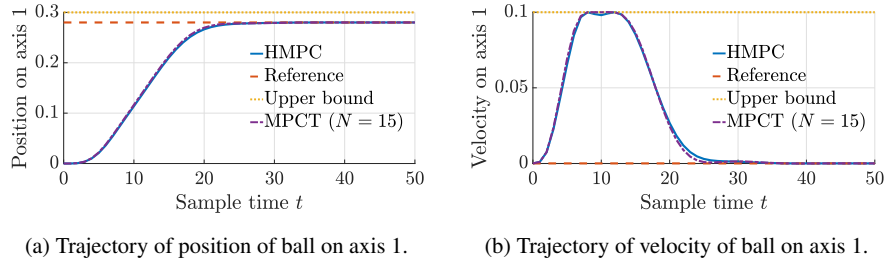 0.3
0.2
0.1
0
Position on axis 1
HMPC
Reference
Upper bound
MPCT (N = 15)
0 10 20 30 40 50
Sample time t
(a) Trajectory of position of ball on axis 1.
0.1
0.05
0
Velocity on axis 1
HMPC
Reference
Upper bound
MPCT (N = 15)
0 10 20 30 40 50
Sample time t
(b) Trajectory of velocity of ball on axis 1.